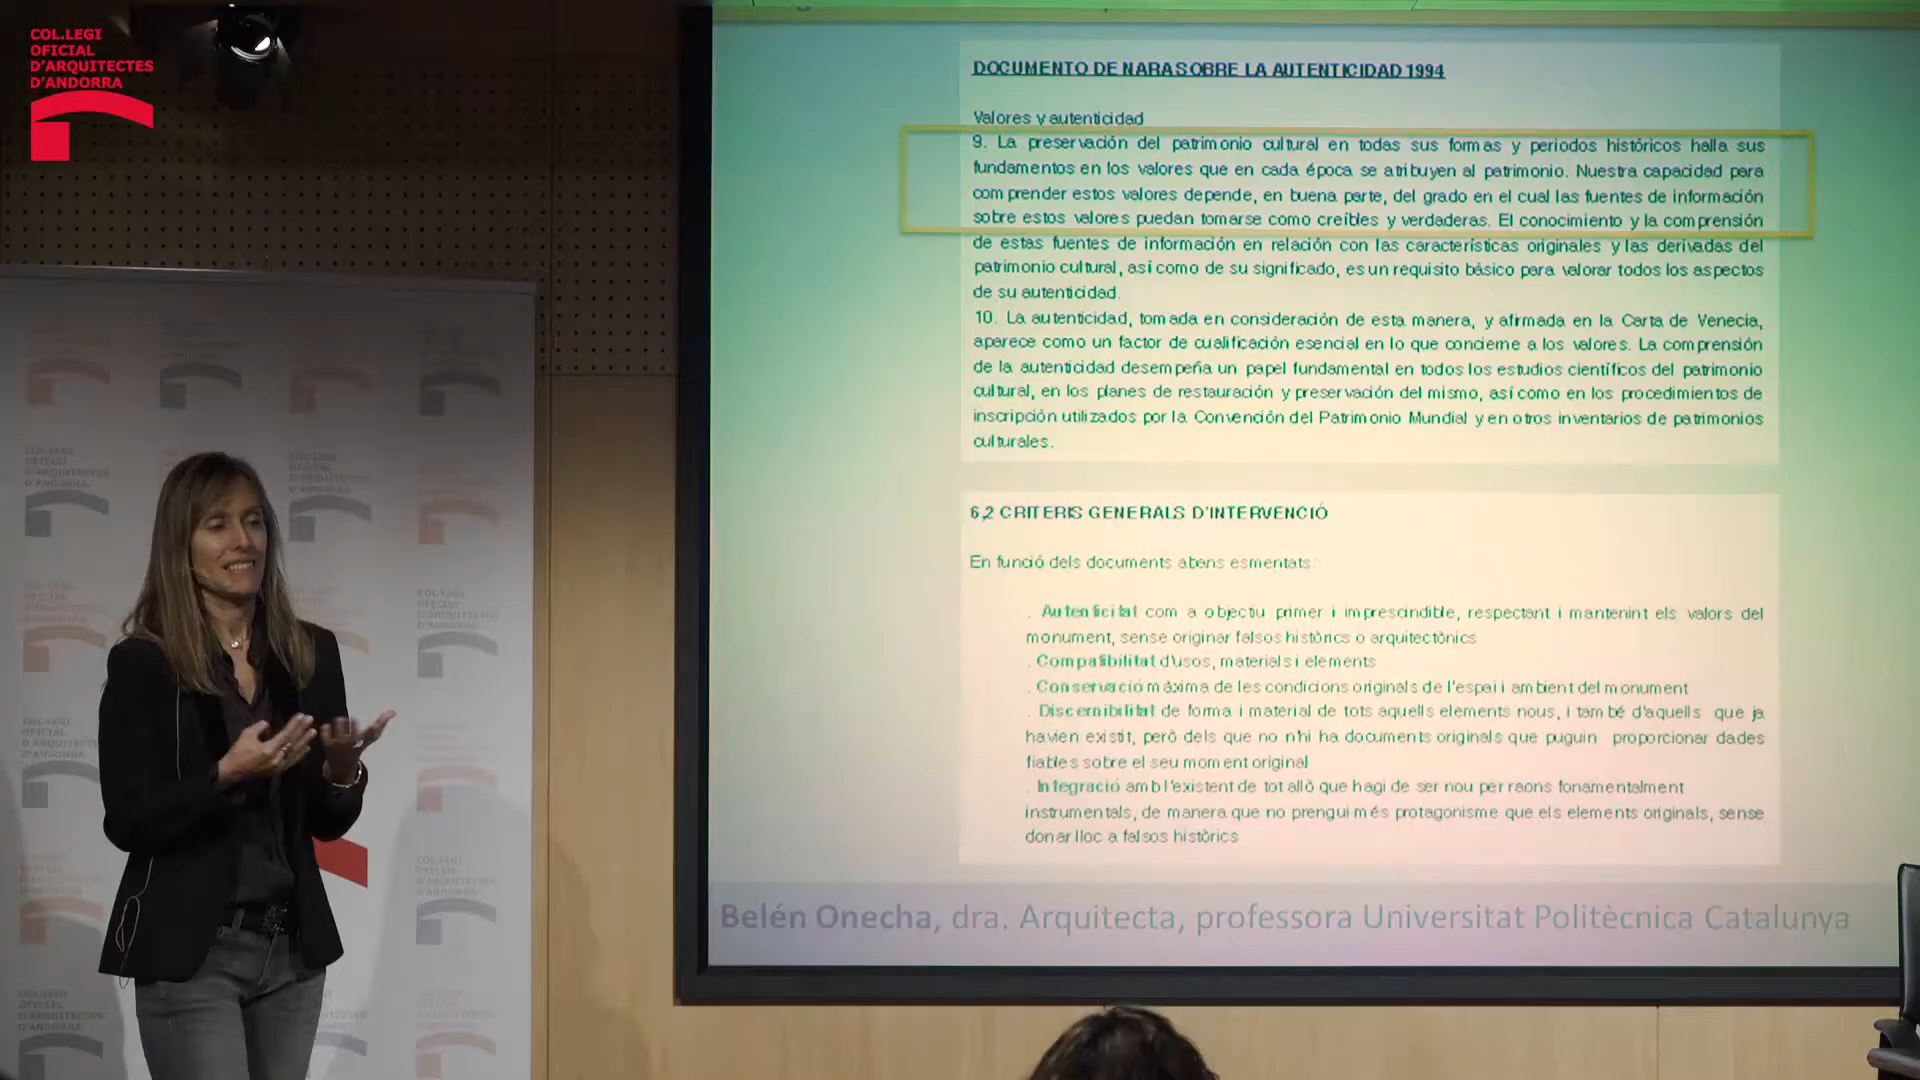 COL.LEGI
OFICIAL
D'ARQUITECTES
D'ANDORRA
DOCUMENTO DE NARA SOBRE LA AUTENTICIDAD 1994
Valores y autenticidad
9. La preservación del patrimonio cultural en todas sus formas y periodos históricos halla sus
fundamentos en los valores que en cada época se atribuyen al patrimonio. Nuestra capacidad para
comprender estos valores depende, en buena parte, del grado en el cual las fuentes de información
sobre estos valores puedan tomarse como creíbles y verdaderas. El conocimiento y la comprensión
de estas fuentes de información en relación con las características originales y las derivadas del
patrimonio cultural, así como de su significado, es un requisito básico para valorar todos los aspectos
de su autenticidad.
10. La autenticidad, tomada en consideración de esta manera, y afirmada en la Carta de Venecia,
aparece como un factor de cualificación esencial en lo que concierne a los valores. La comprensión
de la autenticidad desempeña un papel fundamental en todos los estudios científicos del patrimonio
cultural, en los planes de restauración y preservación del mismo, así como en los procedimientos de
inscripción utilizados por la Convención del Patrimonio Mundial y en otros inventarios de patrimonios
culturales.
6,2 CRITERIS GENERALS D'INTERVENCIÓ
En funció dels documents abans esmentats:
. Autenticitat com a objectiu primer i imprescindible, respectant i mantenint els valors del
monument, sense originar falsos històrics o arquitectònics
. Compatibilitat d'usos, materials i elements
. Conservació màxima de les condicions originals de l'espai i ambient del monument
. Discernibilitat de forma i material de tots aquells elements nous, i també d'aquells que ja
havien existit, però dels que no n'hi ha documents originals que puguin proporcionar dades
fiables sobre el seu moment original
. Integració amb l'existent de tot allò que hagi de ser nou per raons fonamentalment
instrumentals, de manera que no prengui més protagonisme que els elements originals, sense
donar lloc a falsos històrics
Belén Onecha, dra. Arquitecta, professora Universitat Politècnica Catalunya
COL.LEGI
OFICIAL
D'ARQUITECTES
D'ANDORRA